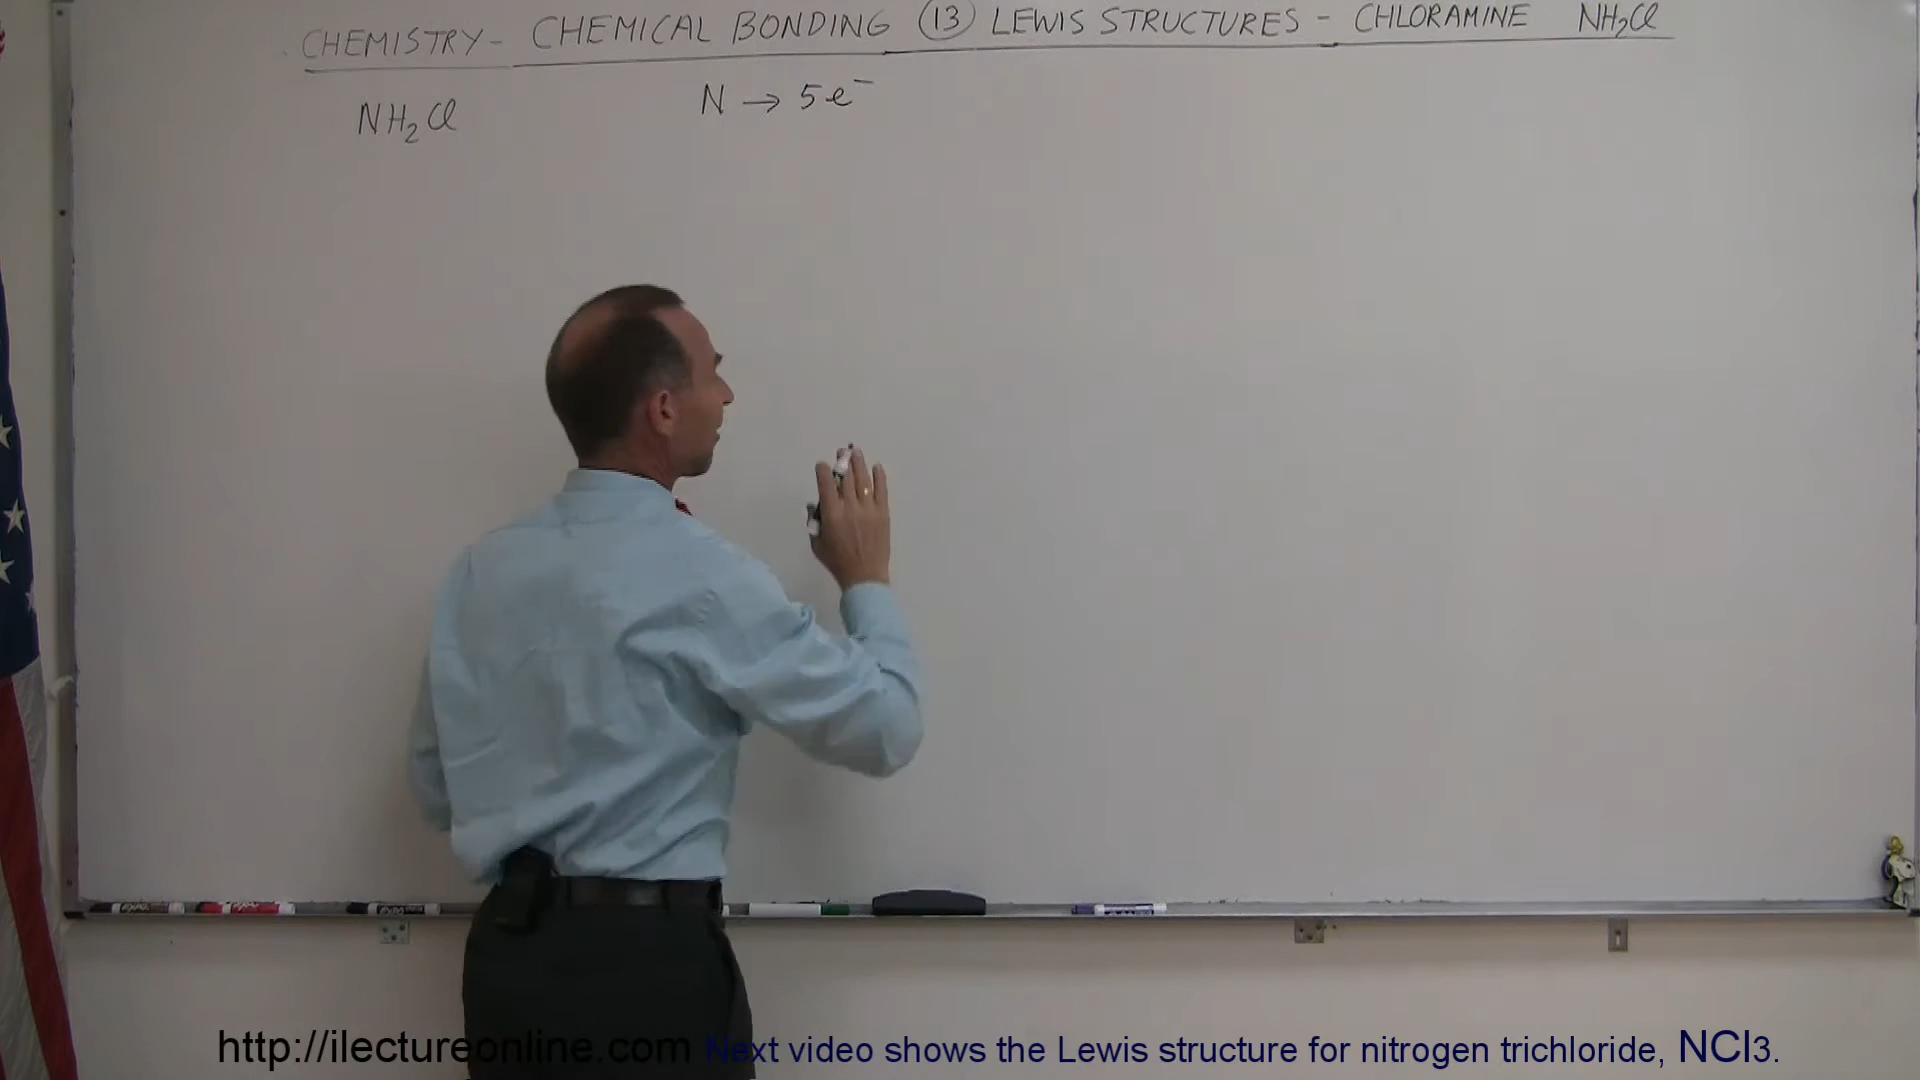 CHEMISTRY- CHEMICAL BONDING (13) LEWIS STRUCTURES - CHLORAMINE NH₂Cl
NH₂Cl N → 5e⁻
http://ilectureonline.com Next video shows the Lewis structure for nitrogen trichloride, NCl3.